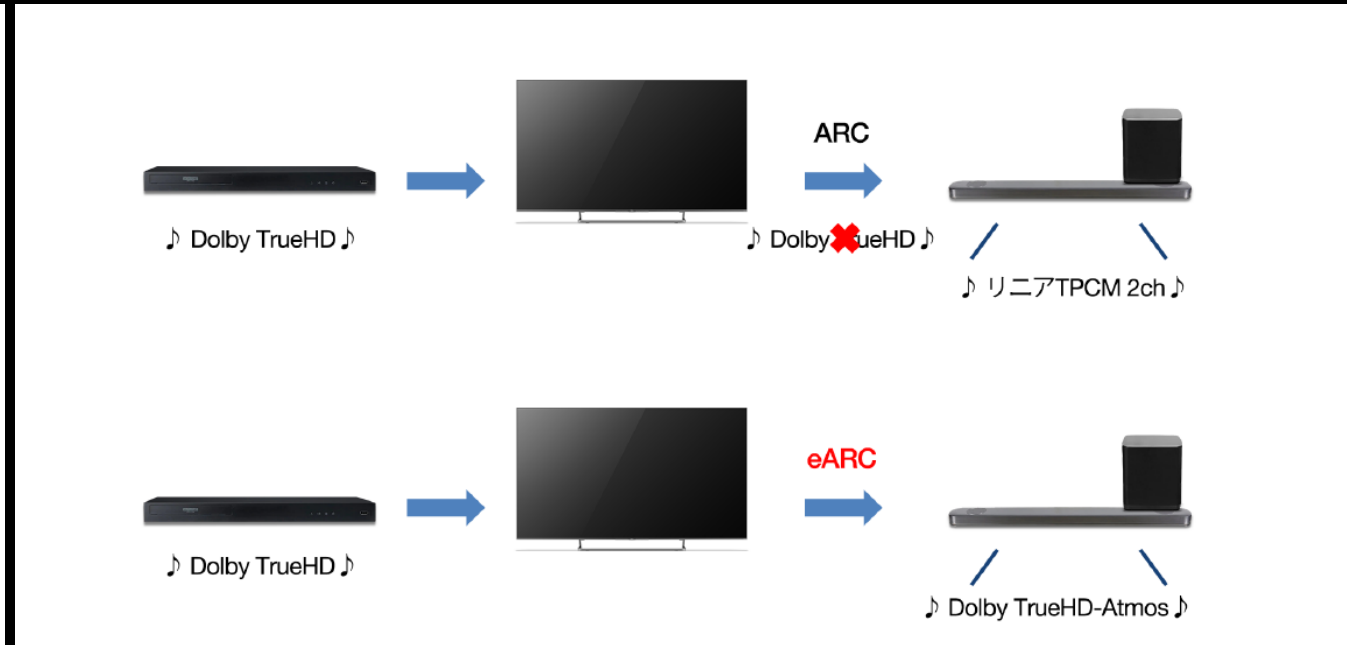 ARC
♪ Dolby TrueHD ♪
♪ Dolby ueHD ♪
♪ リニアTPCM 2ch ♪
eARC
♪ Dolby TrueHD ♪
♪ Dolby TrueHD-Atmos ♪